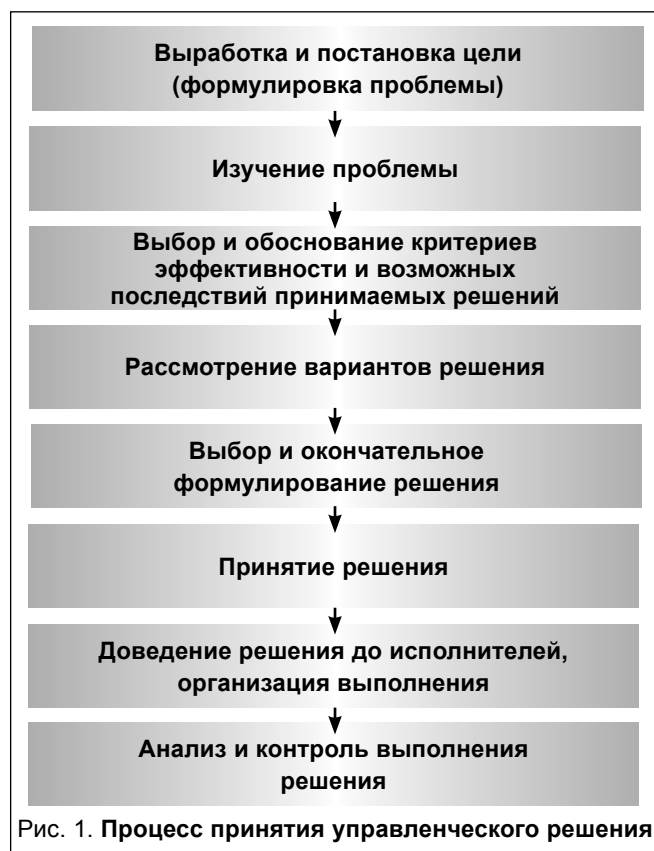 Выработка и постановка цели
(формулировка проблемы)
Изучение проблемы
Выбор и обоснование критериев
эффективности и возможных
последствий принимаемых решений
Рассмотрение вариантов решения
Выбор и окончательное
формулирование решения
Принятие решения
Доведение решения до исполнителей,
организация выполнения
Анализ и контроль выполнения
решения
Рис. 1. Процесс принятия управленческого решения